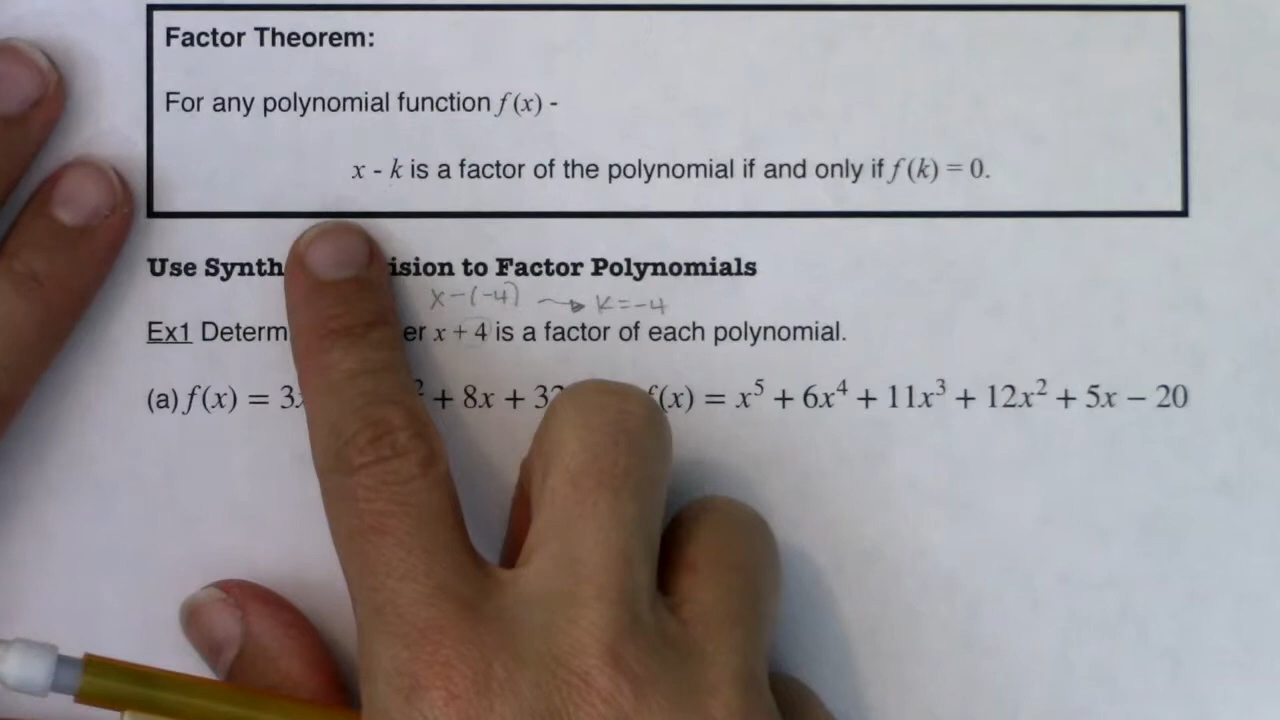 Factor Theorem:
For any polynomial function f(x) -
x - k is a factor of the polynomial if and only if f(k) = 0.
Use Synth ision to Factor Polynomials
x-(-4) → k=-4
Ex1 Determ er x + 4 is a factor of each polynomial.
(a) f(x) = 3 ² + 8x + 3 f(x) = x⁵ + 6x⁴ + 11x³ + 12x² + 5x − 20